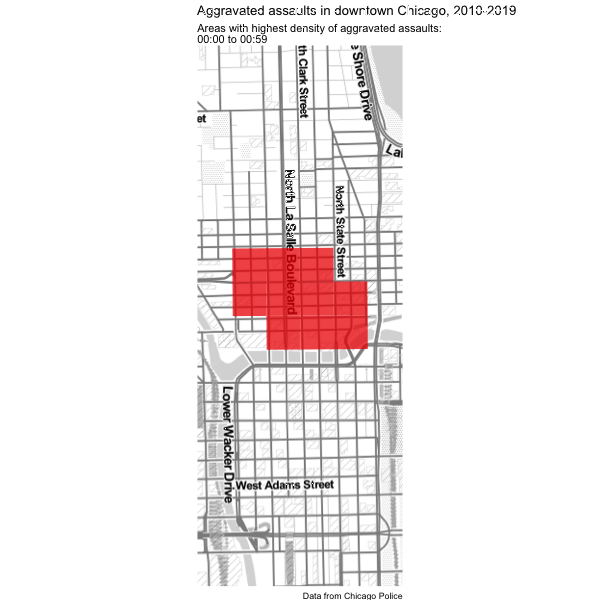 Aggravated assaults in downtown Chicago, 2010-2019
Areas with highest density of aggravated assaults:
00:00 to 00:59
th Clark Street
e Shore Drive
et
La
North La Salle Boulevard
North State Street
Lower Wacker Drive
West Adams Street
Data from Chicago Police